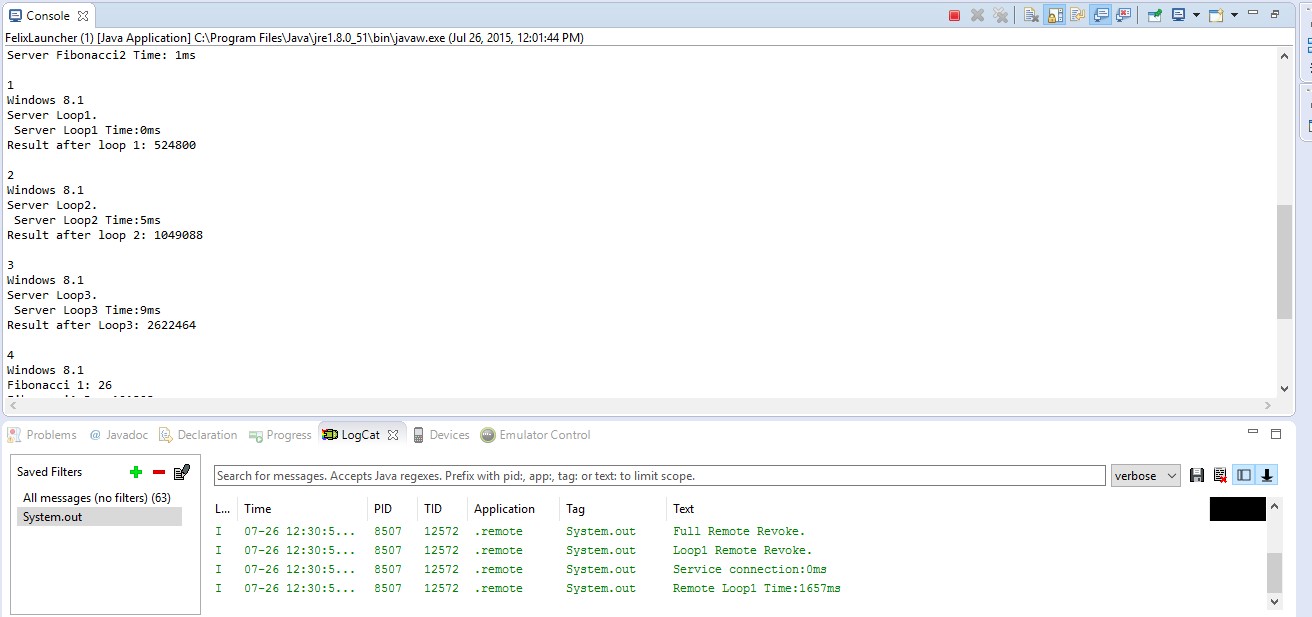 Console
FelixLauncher (1) [Java Application] C:\Program Files\Java\jre1.8.0_51\bin\javaw.exe (Jul 26, 2015, 12:01:44 PM)
Server Fibonacci2 Time: 1ms
1
Windows 8.1
Server Loop1.
Server Loop1 Time:0ms
Result after loop 1: 524800
2
Windows 8.1
Server Loop2.
Server Loop2 Time:5ms
Result after loop 2: 1049088
3
Windows 8.1
Server Loop3.
Server Loop3 Time:9ms
Result after Loop3: 2622464
4
Windows 8.1
Fibonacci 1: 26
Problems @ Javadoc Declaration Progress LogCat Devices Emulator Control
Saved Filters
Search for messages. Accepts Java regexes. Prefix with pid:, app:, tag: or text: to limit scope. verbose
All messages (no filters) (63)
System.out
L... Time PID TID Application Tag Text
I 07-26 12:30:5... 8507 12572 .remote System.out Full Remote Revoke.
I 07-26 12:30:5... 8507 12572 .remote System.out Loop1 Remote Revoke.
I 07-26 12:30:5... 8507 12572 .remote System.out Service connection:0ms
I 07-26 12:30:5... 8507 12572 .remote System.out Remote Loop1 Time:1657ms